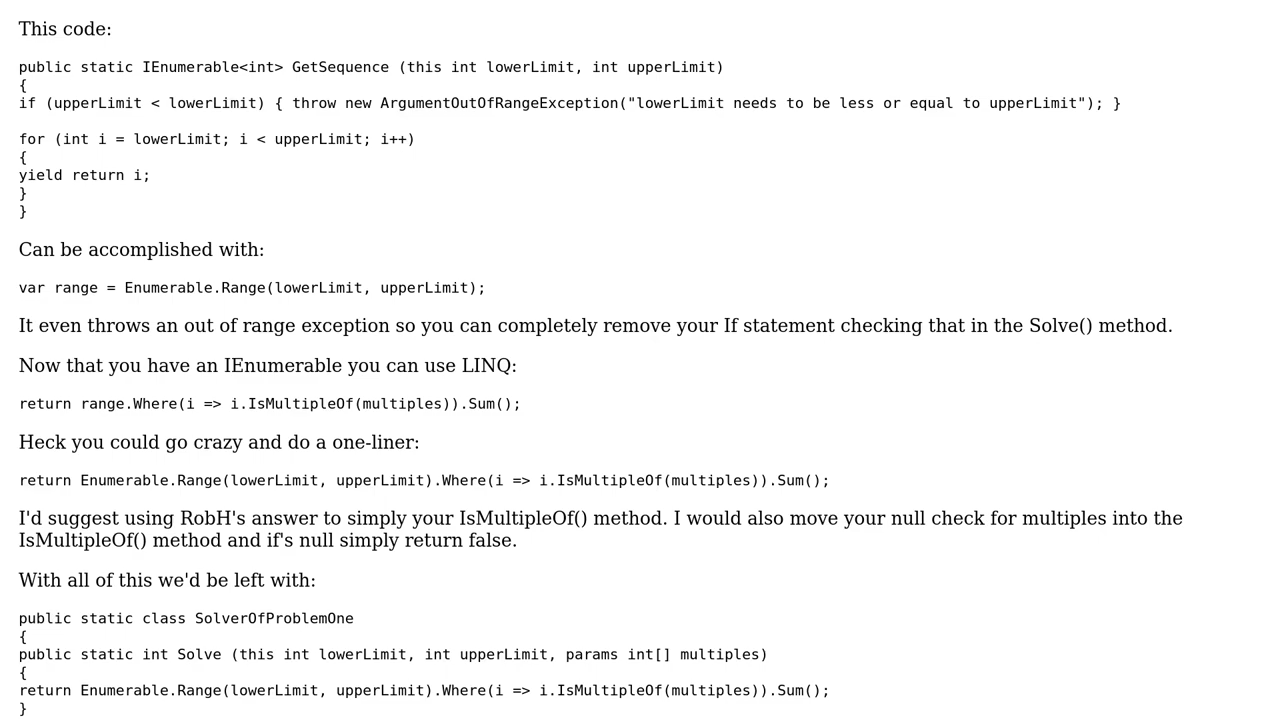 This code:
public static IEnumerable<int> GetSequence (this int lowerLimit, int upperLimit)
{
if (upperLimit < lowerLimit) { throw new ArgumentOutOfRangeException("lowerLimit needs to be less or equal to upperLimit"); }
for (int i = lowerLimit; i < upperLimit; i++)
{
yield return i;
}
}
Can be accomplished with:
var range = Enumerable.Range(lowerLimit, upperLimit);
It even throws an out of range exception so you can completely remove your If statement checking that in the Solve() method.
Now that you have an IEnumerable you can use LINQ:
return range.Where(i => i.IsMultipleOf(multiples)).Sum();
Heck you could go crazy and do a one-liner:
return Enumerable.Range(lowerLimit, upperLimit).Where(i => i.IsMultipleOf(multiples)).Sum();
I'd suggest using RobH's answer to simply your IsMultipleOf() method. I would also move your null check for multiples into the
IsMultipleOf() method and if's null simply return false.
With all of this we'd be left with:
public static class SolverOfProblemOne
{
public static int Solve (this int lowerLimit, int upperLimit, params int[] multiples)
{
return Enumerable.Range(lowerLimit, upperLimit).Where(i => i.IsMultipleOf(multiples)).Sum();
}